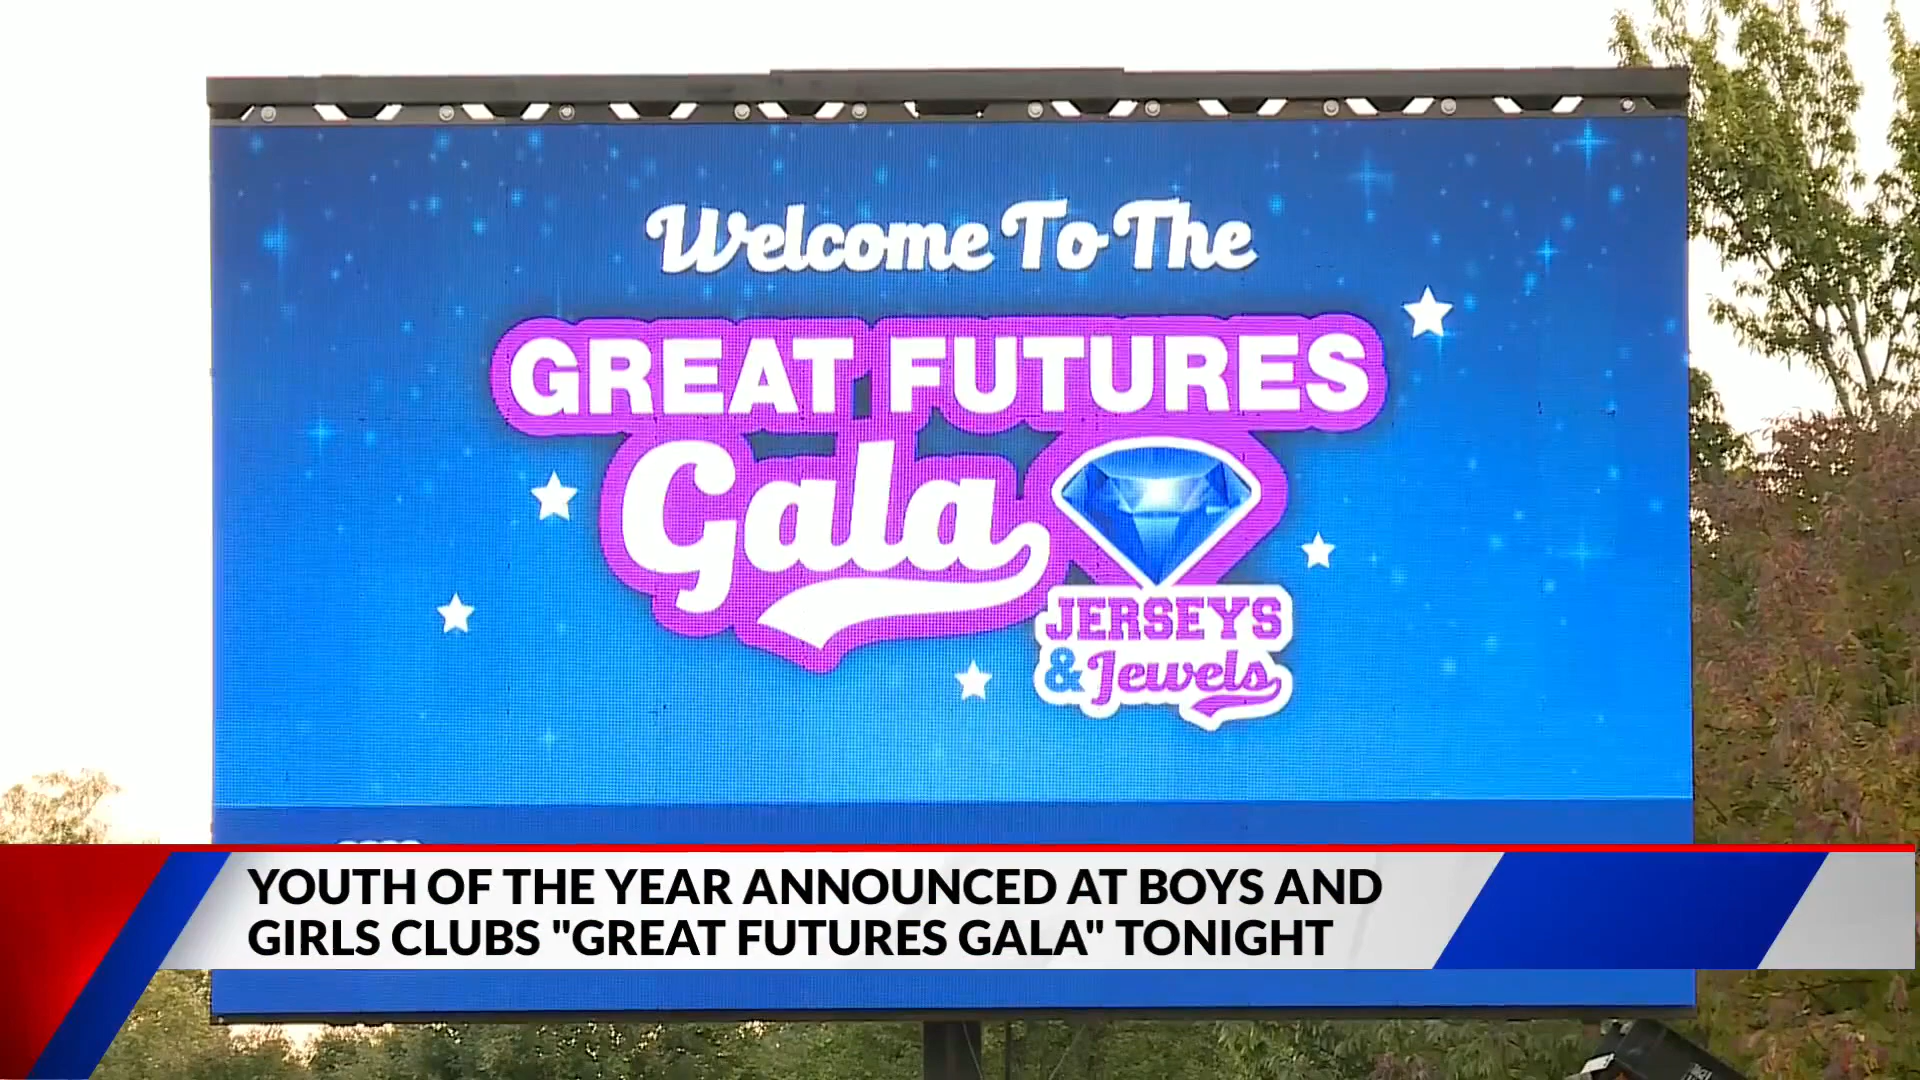 Welcome To The
GREAT FUTURES
Gala
JERSEYS
& Jewels
YOUTH OF THE YEAR ANNOUNCED AT BOYS AND
GIRLS CLUBS "GREAT FUTURES GALA" TONIGHT